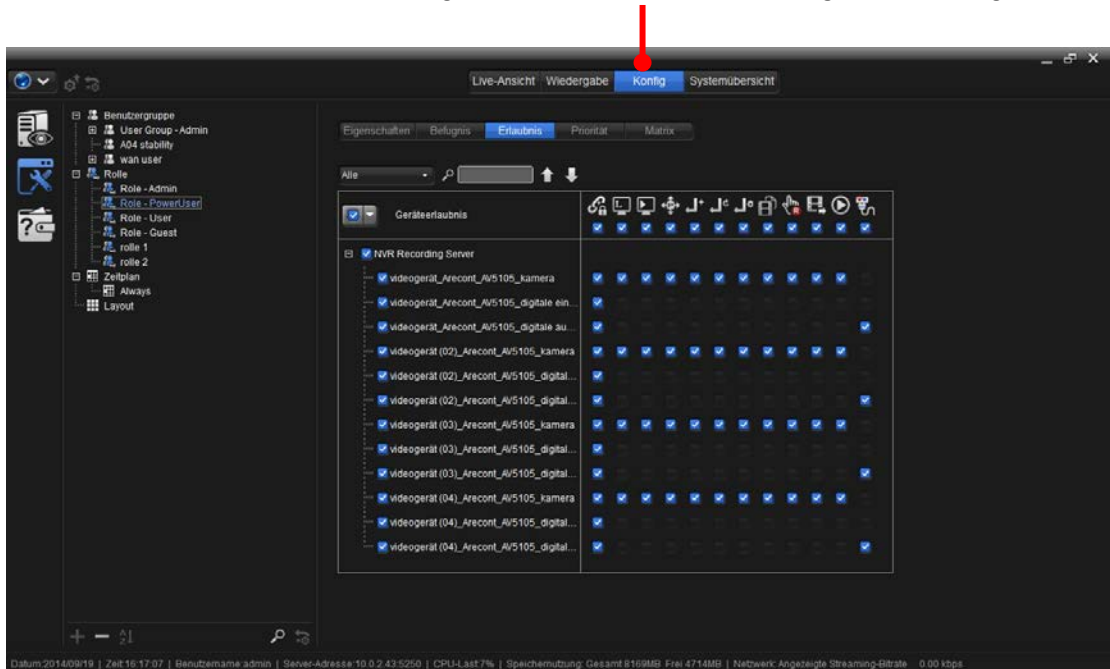 Live-Ansicht Wiedergabe Konfig Systemübersicht
Benutzergruppe
User Group - Admin
A04 stability
wan user
Rolle
Role - Admin
Role - PowerUser
Role - User
Role - Guest
rolle 1
rolle 2
Zeitplan
Always
Layout
Eigenschaften Befugnis Erlaubnis Priorität Matrix
Alle
Geräteerlaubnis
NVR Recording Server
videogerät_Arecont_AV5105_kamera
videogerät_Arecont_AV5105_digitale ein...
videogerät_Arecont_AV5105_digitale au...
videogerät (02)_Arecont_AV5105_kamera
videogerät (02)_Arecont_AV5105_digital...
videogerät (02)_Arecont_AV5105_digital...
videogerät (03)_Arecont_AV5105_kamera
videogerät (03)_Arecont_AV5105_digital...
videogerät (03)_Arecont_AV5105_digital...
videogerät (04)_Arecont_AV5105_kamera
videogerät (04)_Arecont_AV5105_digital...
videogerät (04)_Arecont_AV5105_digital...
Datum:2014/09/19 | Zeit:16:17:07 | Benutzername:admin | Server-Adresse:10.0.2.43:5250 | CPU-Last:7% | Speichernutzung: Gesamt 8169MB Frei 4714MB | Netzwerk: Angezeigte Streaming-Bitrate 0.00 kbps